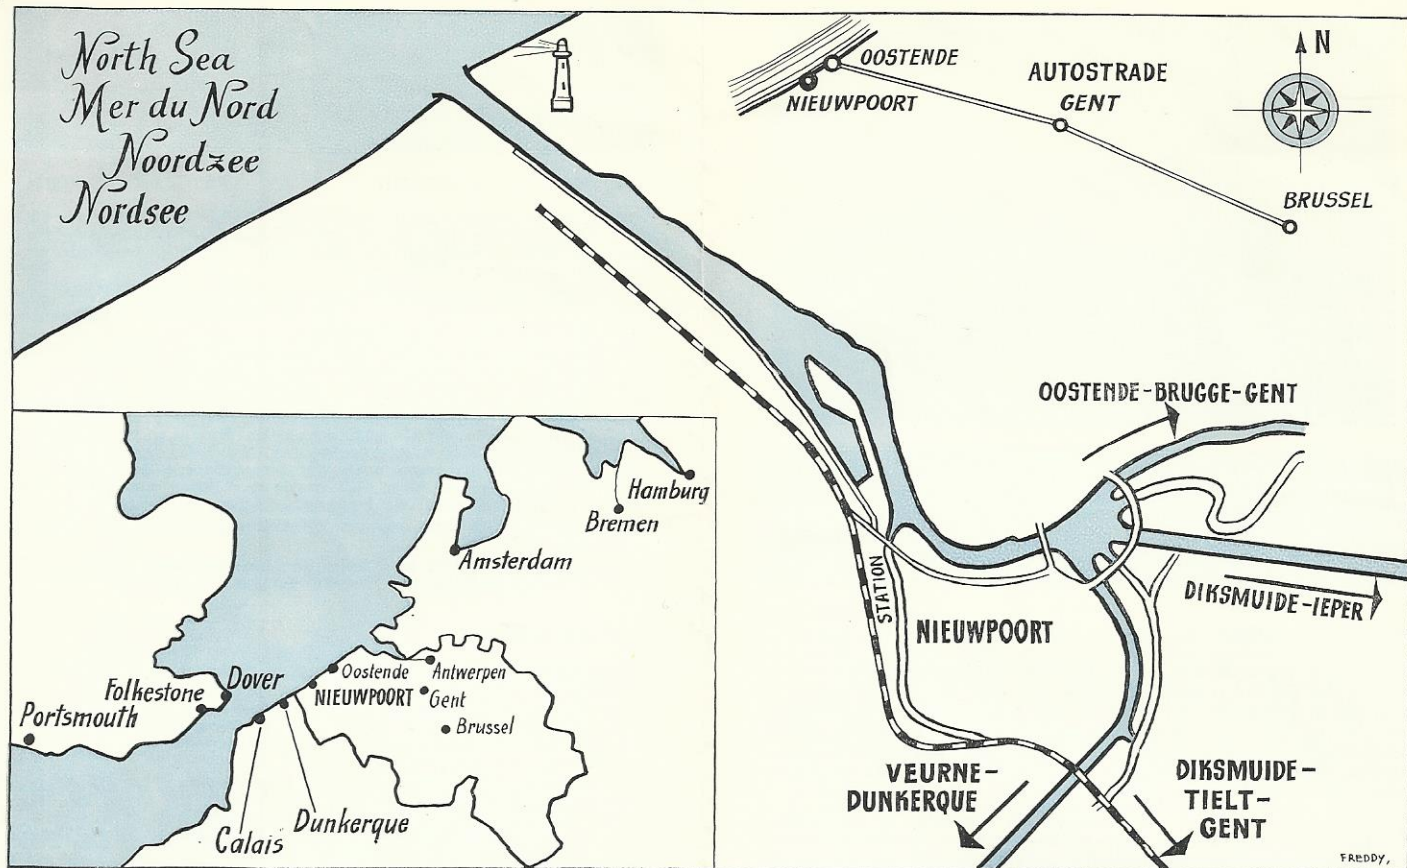 North Sea
Mer du Nord
Noordzee
Nordsee
OOSTENDE
NIEUWPOORT
AUTOSTRADE
GENT
BRUSSEL
N
OOSTENDE-BRUGGE-GENT
DIKSMUIDE-IEPER
STATION
NIEUWPOORT
VEURNE-
DUNKERQUE
DIKSMUIDE-
TIELT-
GENT
Hamburg
Bremen
Amsterdam
Oostende
Antwerpen
NIEUWPOORT
Gent
Brussel
Dover
Folkestone
Portsmouth
Calais
Dunkerque
FREDDY,